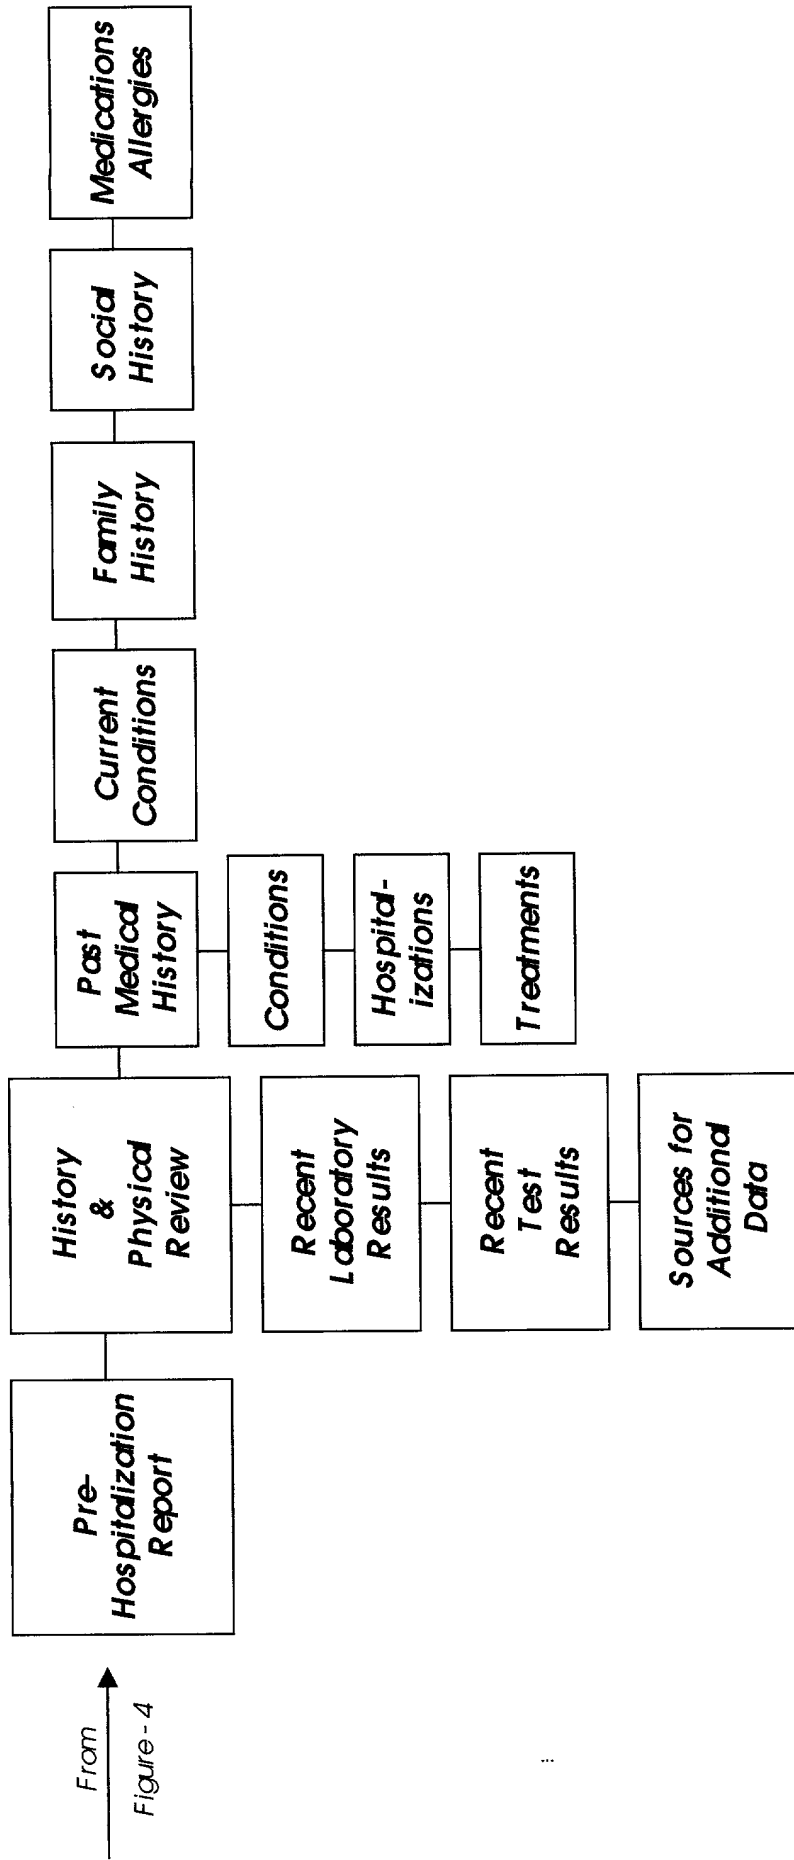 From
Figure - 4
Pre-
Hospitalization
Report
History
&
Physical
Review
Past
Medical
History
Current
Conditions
Family
History
Social
History
Medications
Allergies
Recent
Laboratory
Results
Recent
Test
Results
Sources for
Additional
Data
Conditions
Hospital-
izations
Treatments